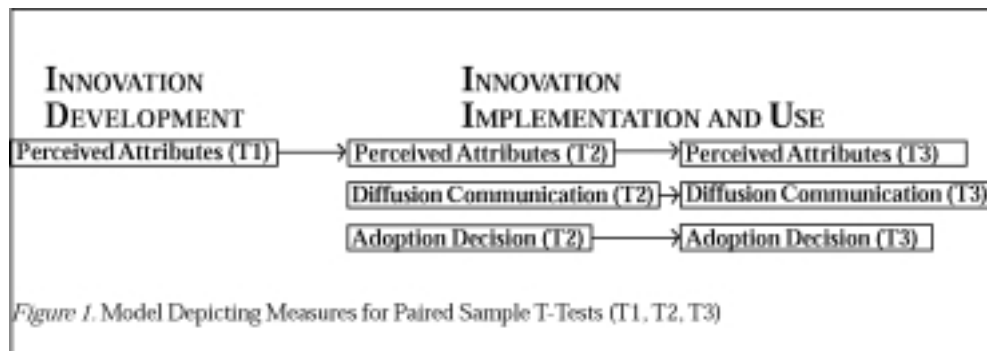 INNOVATION DEVELOPMENT
INNOVATION IMPLEMENTATION AND USE
Perceived Attributes (T1)
Perceived Attributes (T2)
Perceived Attributes (T3)
Diffusion Communication (T2)
Diffusion Communication (T3)
Adoption Decision (T2)
Adoption Decision (T3)
Figure 1. Model Depicting Measures for Paired Sample T-Tests (T1, T2, T3)